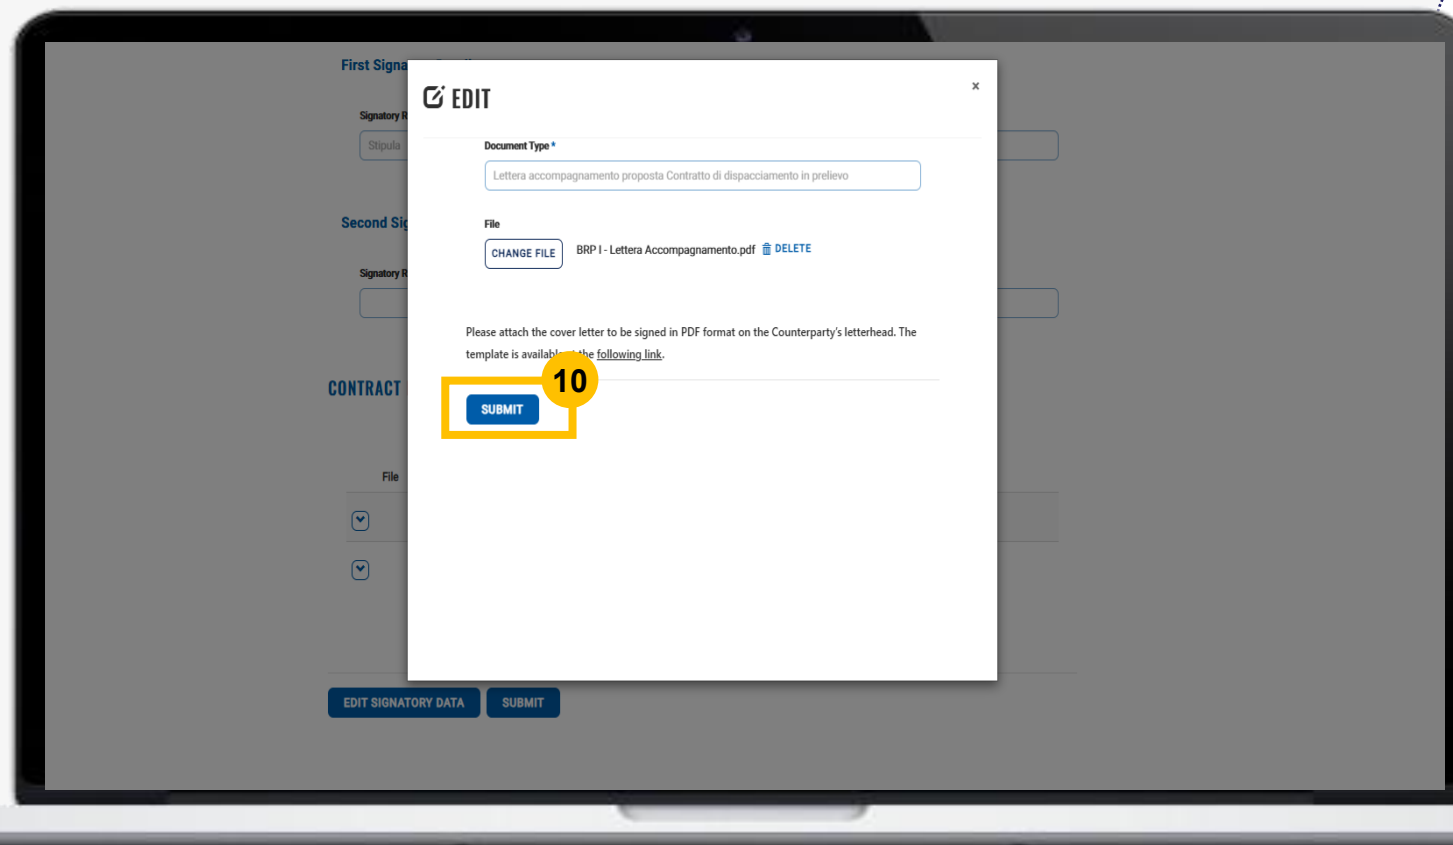 First Signa
EDIT
x
Signatory R
Stipula
Document Type *
Lettera accompagnamento proposta Contratto di dispacciamento in prelievo
Second Sig
File
CHANGE FILE
BRP I - Lettera Accompagnamento.pdf
DELETE
Signatory R
Please attach the cover letter to be signed in PDF format on the Counterparty's letterhead. The
template is available the following link.
10
CONTRACT
SUBMIT
File
EDIT SIGNATORY DATA
SUBMIT